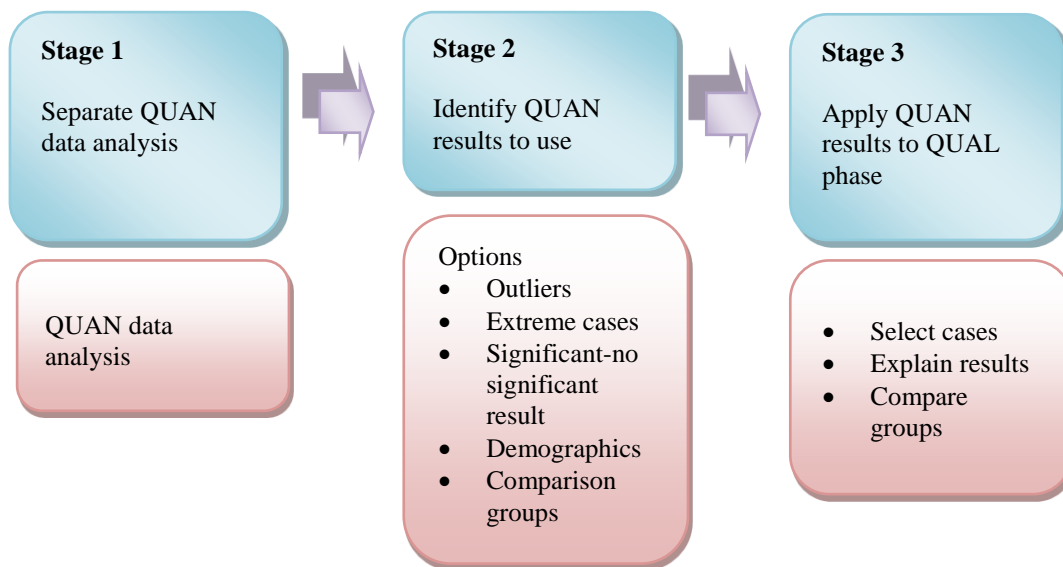 Stage 1
Separate QUAN
data analysis
QUAN data
analysis
Stage 2
Identify QUAN
results to use
Options
• Outliers
• Extreme cases
• Significant-no
significant
result
• Demographics
• Comparison
groups
Stage 3
Apply QUAN
results to QUAL
phase
• Select cases
• Explain results
• Compare
groups